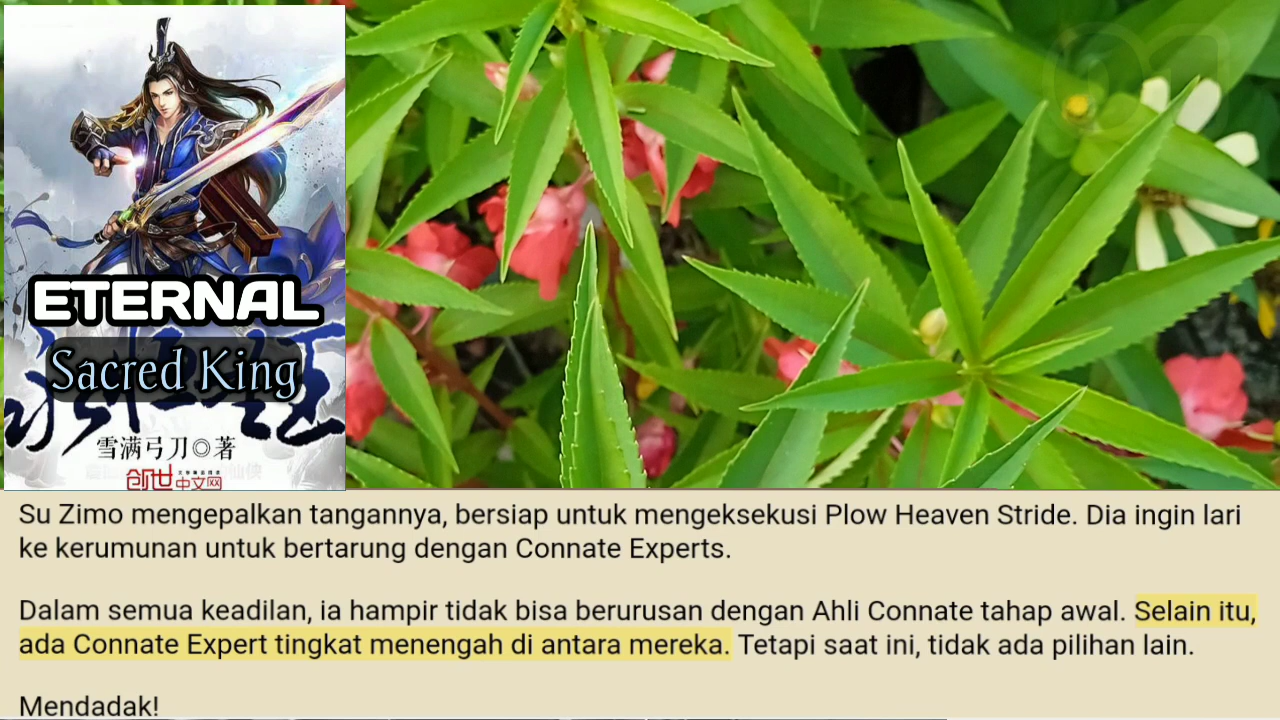 ETERNAL
Sacred King
雪满弓刀◎著
创世中文网
Su Zimo mengepalkan tangannya, bersiap untuk mengeksekusi Plow Heaven Stride. Dia ingin lari
ke kerumunan untuk bertarung dengan Connate Experts.
Dalam semua keadilan, ia hampir tidak bisa berurusan dengan Ahli Connate tahap awal. Selain itu,
ada Connate Expert tingkat menengah di antara mereka. Tetapi saat ini, tidak ada pilihan lain.
Mendadak!